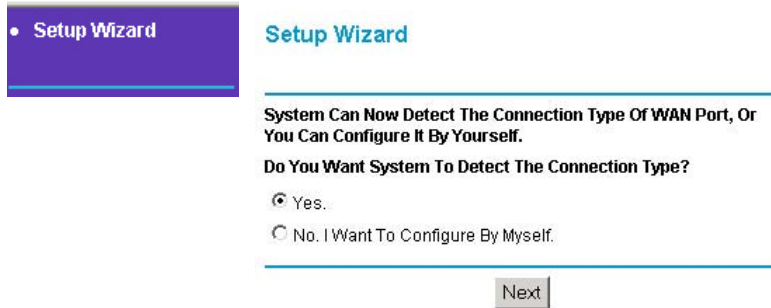 Setup Wizard
Setup Wizard
System Can Now Detect The Connection Type Of WAN Port, Or
You Can Configure It By Yourself.
Do You Want System To Detect The Connection Type?
Yes.
No. I Want To Configure By Myself.
Next